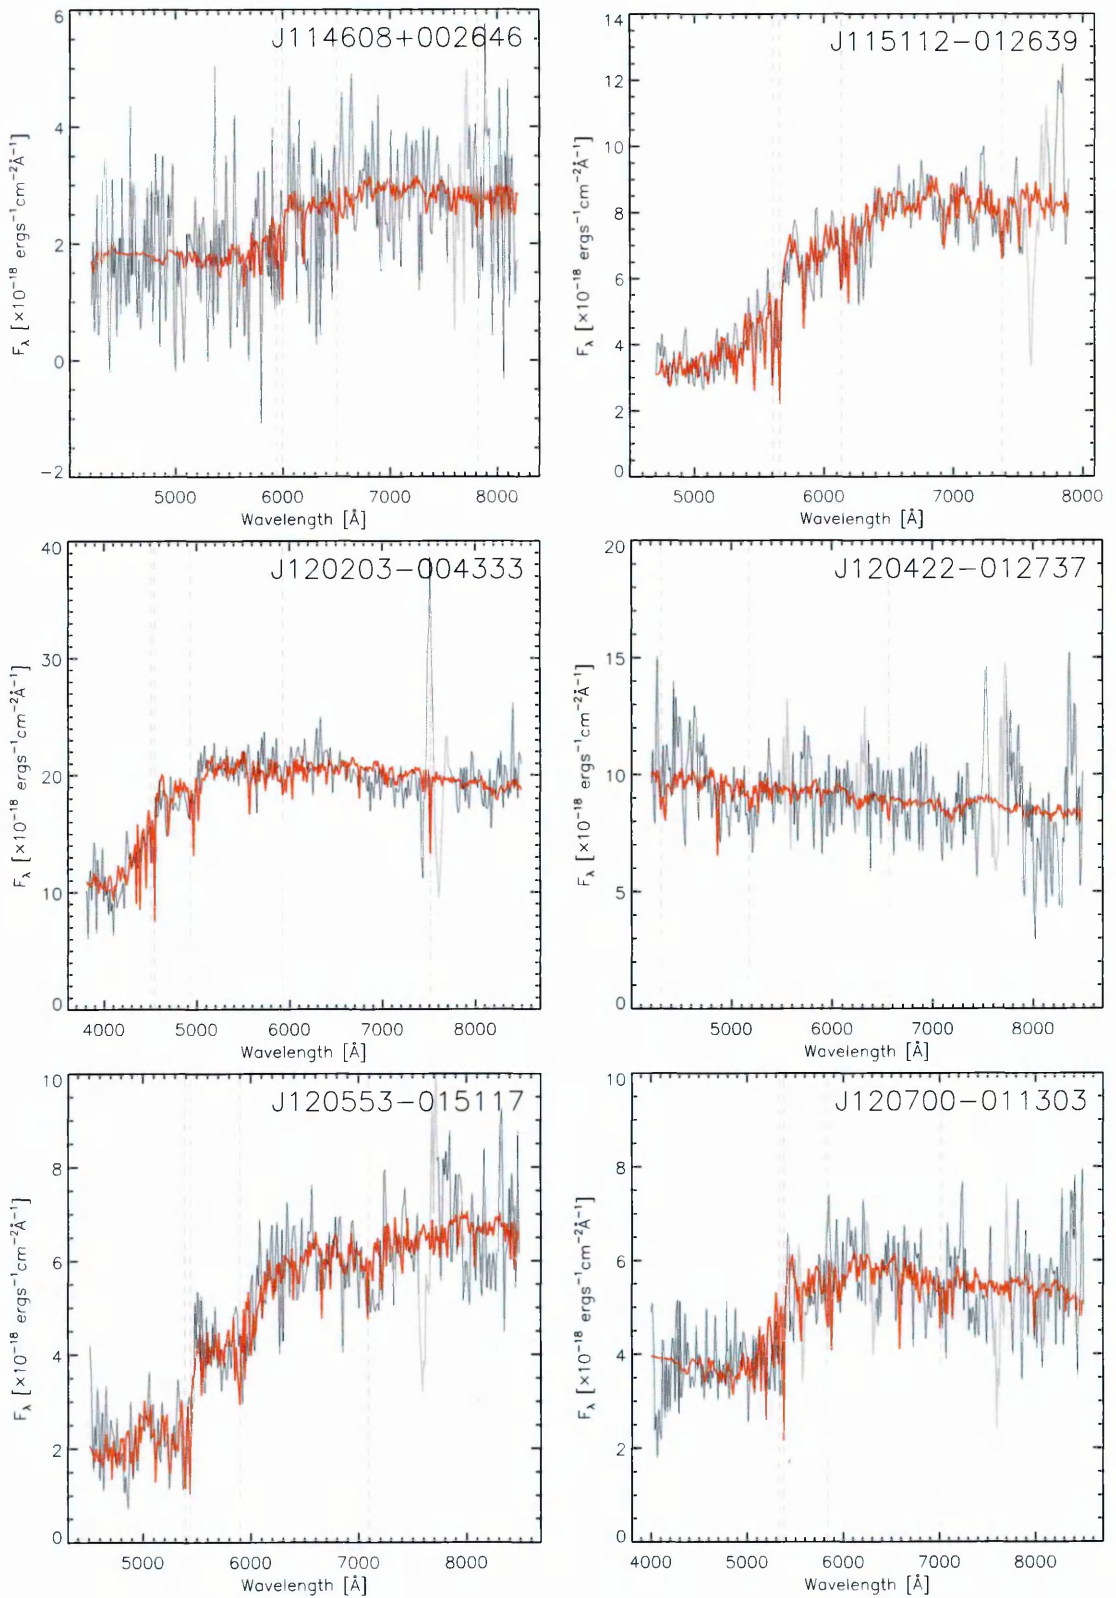 J114608+002646
6
4
2
0
−2
F_λ [×10⁻¹⁸ ergs⁻¹cm⁻²Å⁻¹]
5000 6000 7000 8000
Wavelength [Å]
J115112−012639
14
12
10
8
6
4
2
0
F_λ [×10⁻¹⁸ ergs⁻¹cm⁻²Å⁻¹]
5000 6000 7000 8000
Wavelength [Å]
J120203−004333
40
30
20
10
0
F_λ [×10⁻¹⁸ ergs⁻¹cm⁻²Å⁻¹]
4000 5000 6000 7000 8000
Wavelength [Å]
J120422−012737
20
15
10
5
0
F_λ [×10⁻¹⁸ ergs⁻¹cm⁻²Å⁻¹]
5000 6000 7000 8000
Wavelength [Å]
J120553−015117
10
8
6
4
2
0
F_λ [×10⁻¹⁸ ergs⁻¹cm⁻²Å⁻¹]
5000 6000 7000 8000
Wavelength [Å]
J120700−011303
10
8
6
4
2
0
F_λ [×10⁻¹⁸ ergs⁻¹cm⁻²Å⁻¹]
4000 5000 6000 7000 8000
Wavelength [Å]